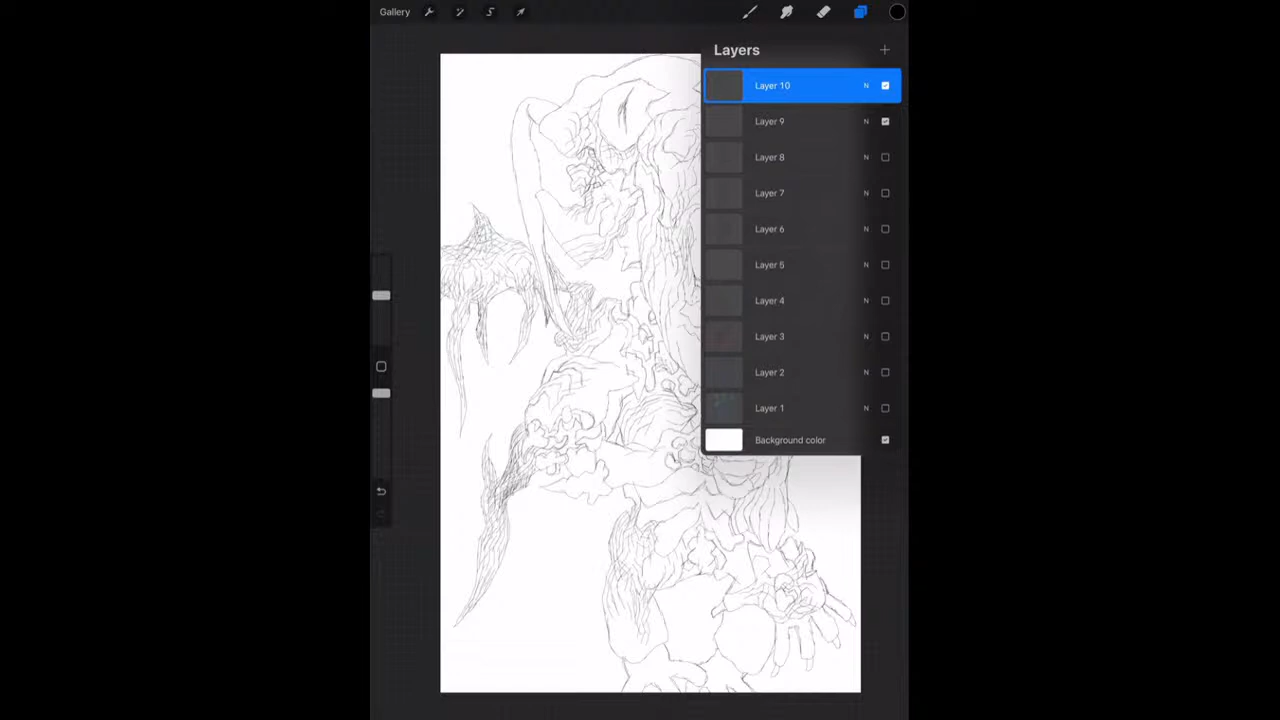 Gallery
Layers
Layer 10 N
Layer 9 N
Layer 8 N
Layer 7 N
Layer 6 N
Layer 5 N
Layer 4 N
Layer 3 N
Layer 2 N
Layer 1 N
Background color